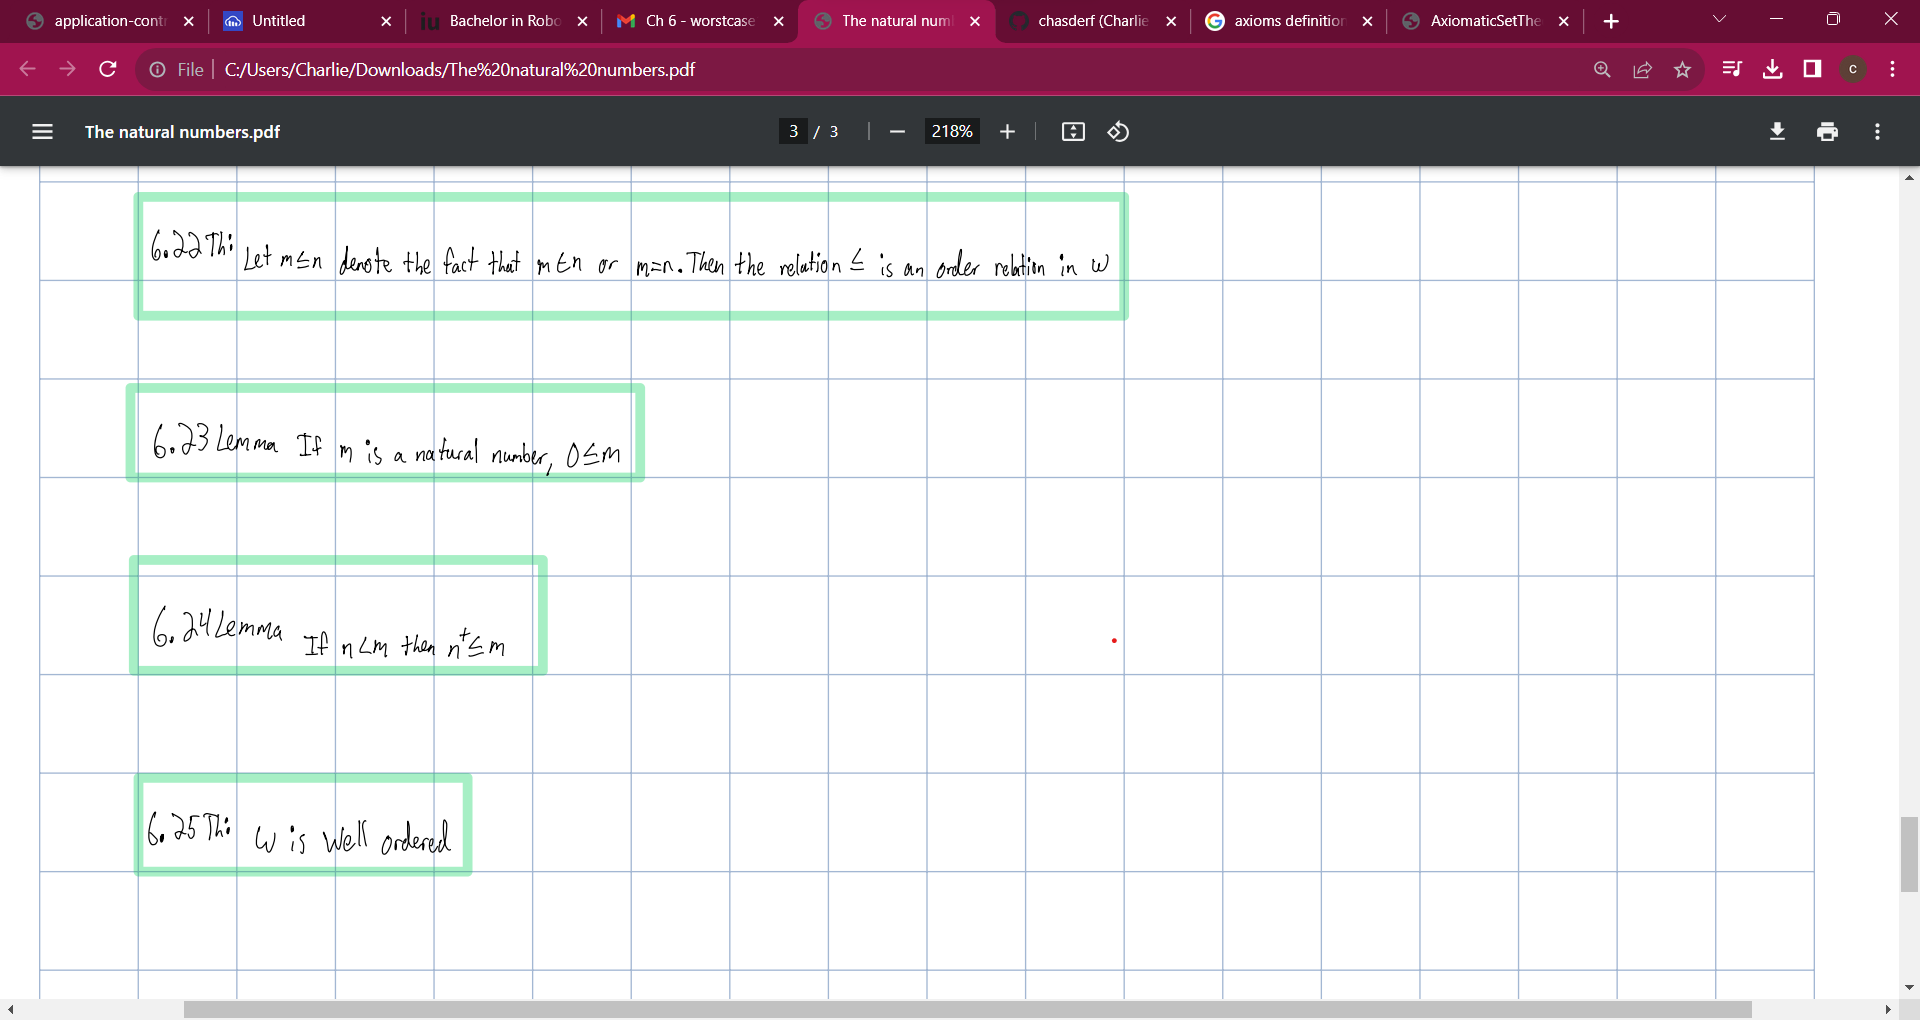 application-contr
Untitled
Bachelor in Robo
Ch 6 - worstcase
The natural num
chasderf (Charlie
axioms definition
AxiomaticSetThe
File
C:/Users/Charlie/Downloads/The%20natural%20numbers.pdf
c
The natural numbers.pdf
3 / 3
218%
6.22 Th: Let m≤n denote the fact that m∈n or m=n. Then the relation ≤ is an order relation in ω
6.23 Lemma If m is a natural number, 0≤m
6.24 Lemma If n<m then n⁺≤m
6.25 Th: ω is well ordered